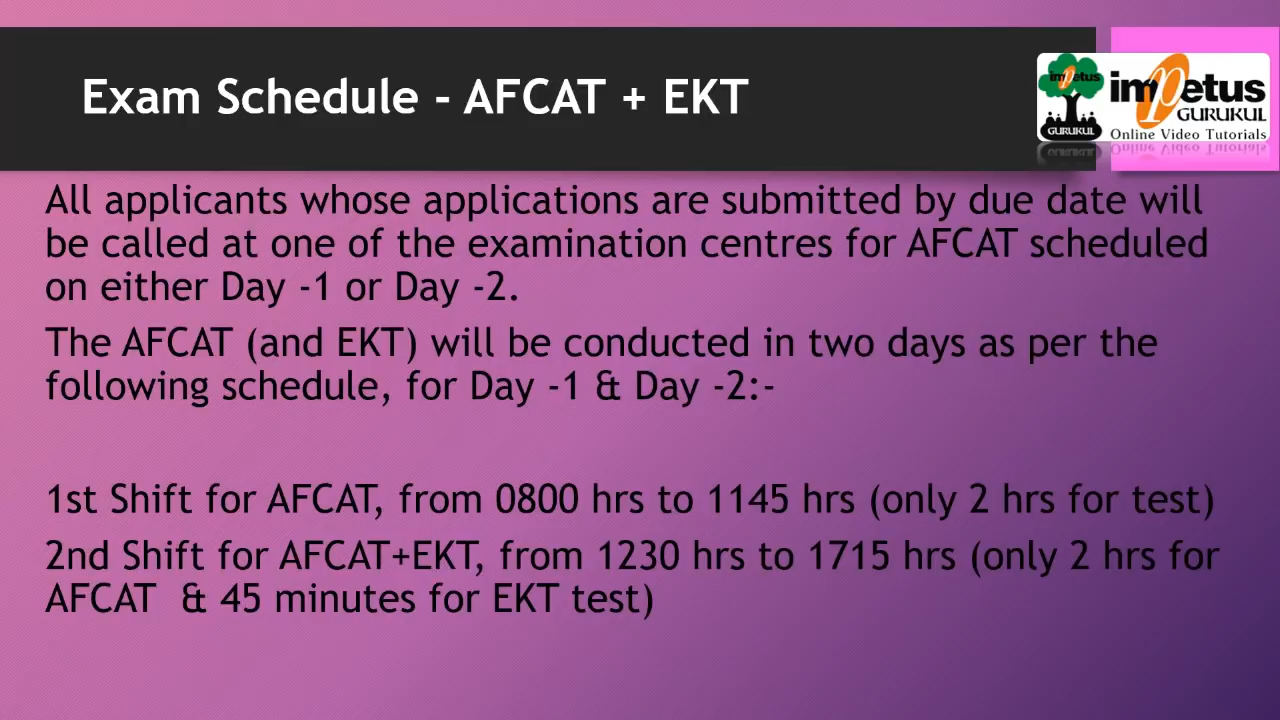 Exam Schedule - AFCAT + EKT
impetus
GURUKUL
impetus
GURUKUL
Online Video Tutorials
All applicants whose applications are submitted by due date will
be called at one of the examination centres for AFCAT scheduled
on either Day -1 or Day -2.
The AFCAT (and EKT) will be conducted in two days as per the
following schedule, for Day -1 & Day -2:-
1st Shift for AFCAT, from 0800 hrs to 1145 hrs (only 2 hrs for test)
2nd Shift for AFCAT+EKT, from 1230 hrs to 1715 hrs (only 2 hrs for
AFCAT  & 45 minutes for EKT test)